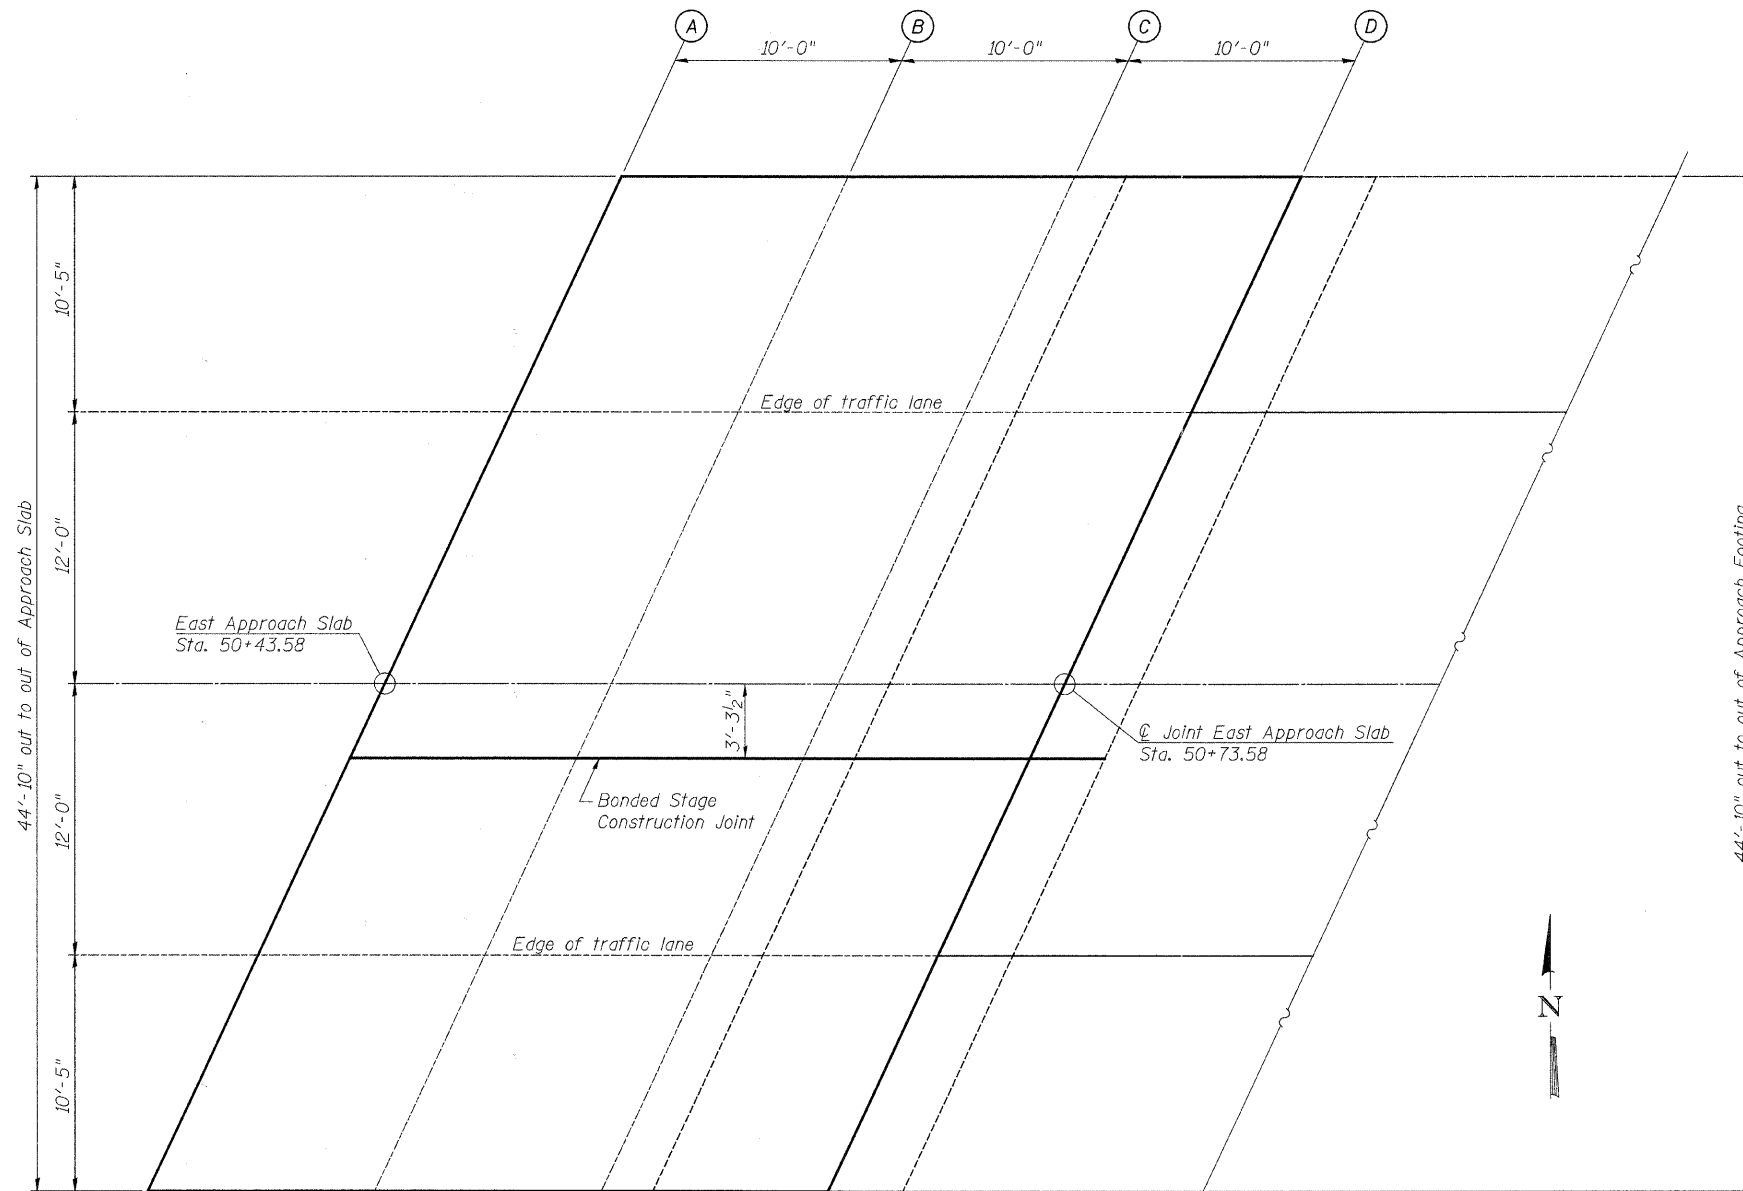 A
B
C
D
10'-0"
10'-0"
10'-0"
10'-5"
Edge of traffic lane
12'-0"
44'-10" out to out of Approach Slab
44'-10" out to out of Approach Footing
East Approach Slab
Sta. 50+43.58
3'-3½"
℄ Joint East Approach Slab
Sta. 50+73.58
Bonded Stage
Construction Joint
12'-0"
Edge of traffic lane
N
10'-5"